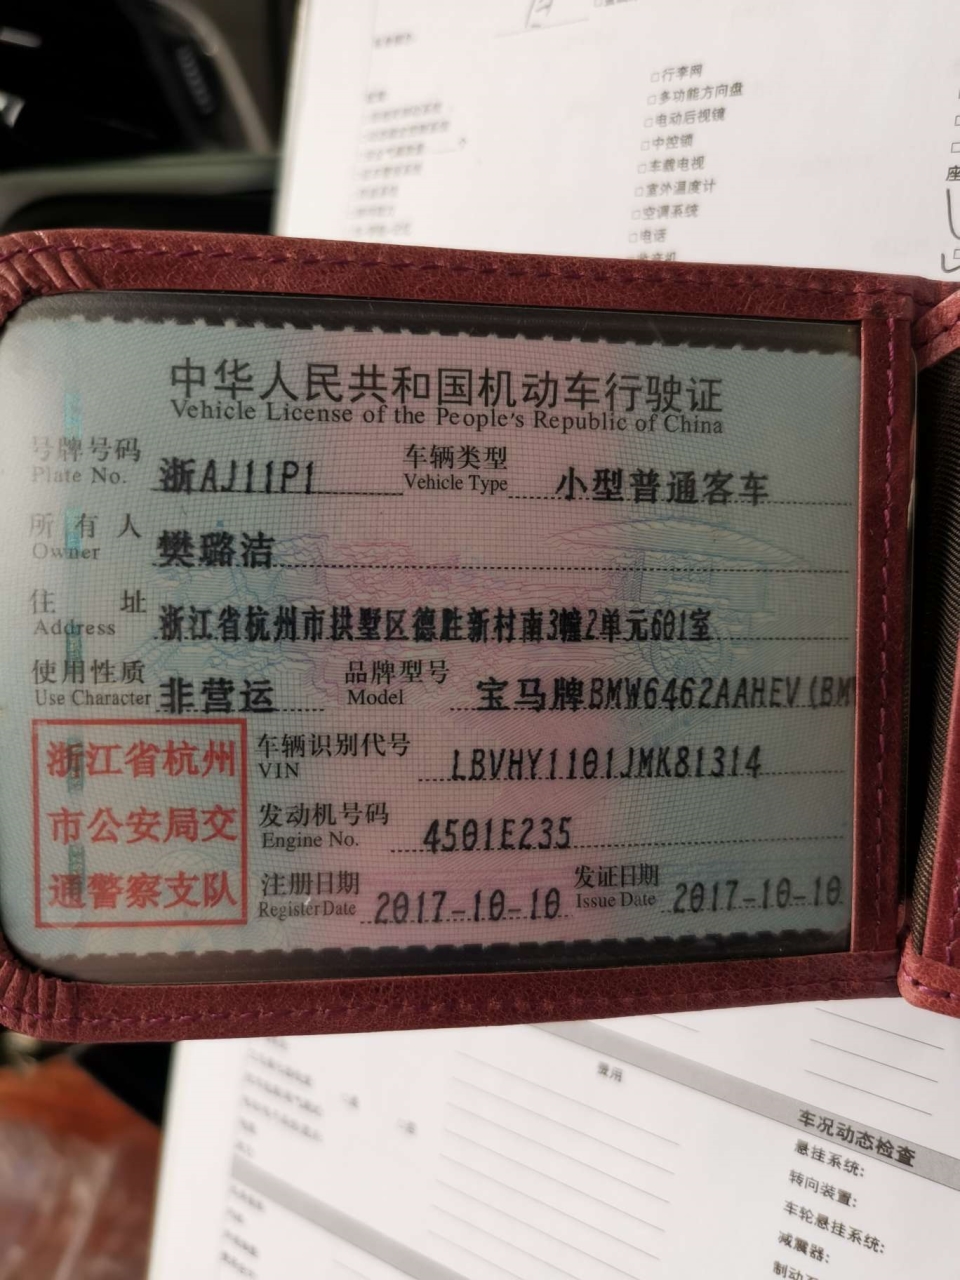 □行李网
□多功能方向盘
□电动后视镜
□中控锁
□车载电视
□室外温度计
□空调系统
□电话
座
中华人民共和国机动车行驶证
Vehicle License of the People's Republic of China
号牌号码 浙AJ11P1 车辆类型 小型普通客车
Plate No. Vehicle Type
所有人 樊璐洁
Owner
住址 浙江省杭州市拱墅区德胜新村南3幢2单元601室
Address
使用性质 非营运 品牌型号 宝马牌BMW6462AAHEV(BM
Use Character Model
浙江省杭州
市公安局交
通警察支队
车辆识别代号 LBVHY1101JMK81314
VIN
发动机号码 4501E235
Engine No.
注册日期 2017-10-10 发证日期 2017-10-10
Register Date Issue Date
费用
车况动态检查
悬挂系统:
转向装置:
车轮悬挂系统:
减震器:
制动